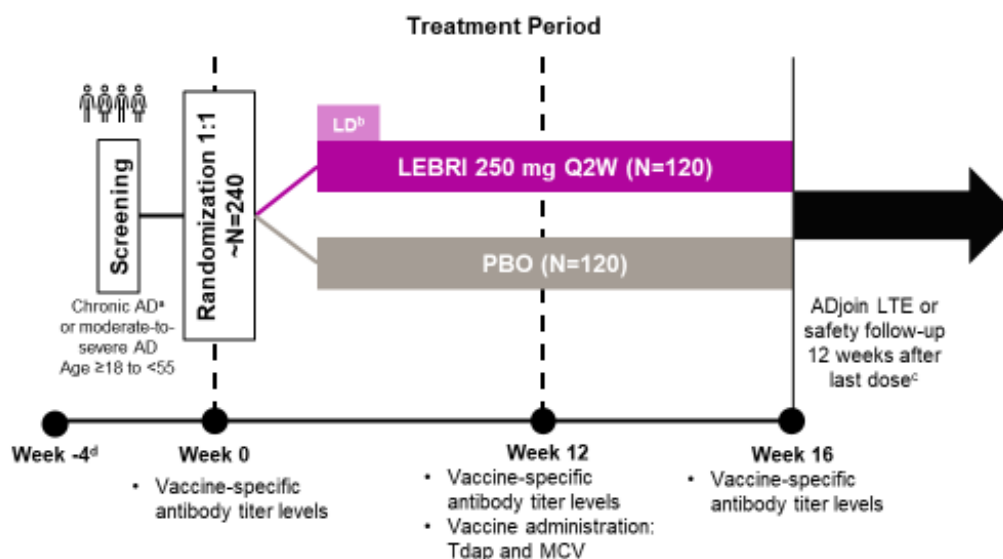 Treatment Period
Screening
Randomization 1:1
~N=240
LDᵇ
LEBRI 250 mg Q2W (N=120)
PBO (N=120)
Chronic ADᵃ
or moderate-to-
severe AD
Age ≥18 to <55
ADjoin LTE or
safety follow-up
12 weeks after
last doseᶜ
Week -4ᵈ
Week 0
• Vaccine-specific
antibody titer levels
Week 12
• Vaccine-specific
antibody titer levels
• Vaccine administration:
Tdap and MCV
Week 16
• Vaccine-specific
antibody titer levels